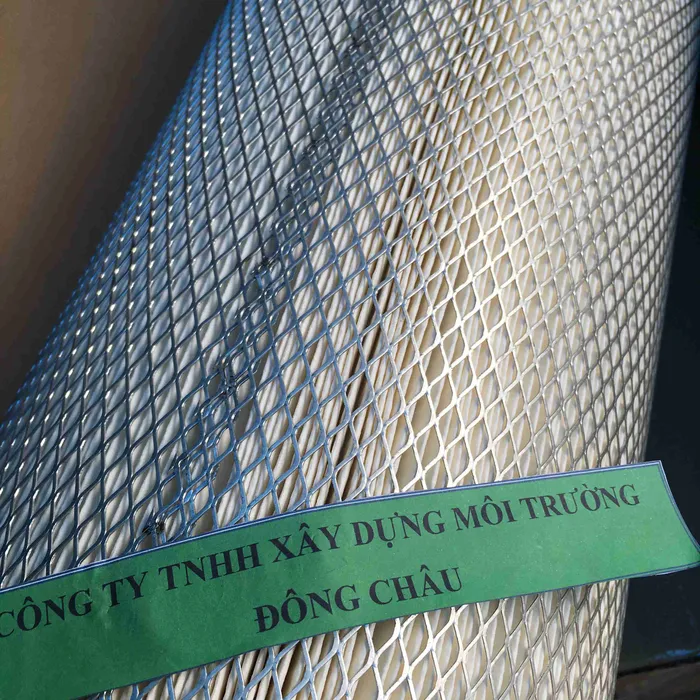 CÔNG TY TNHH XÂY DỰNG MÔI TRƯỜNG
ĐÔNG CHÂU